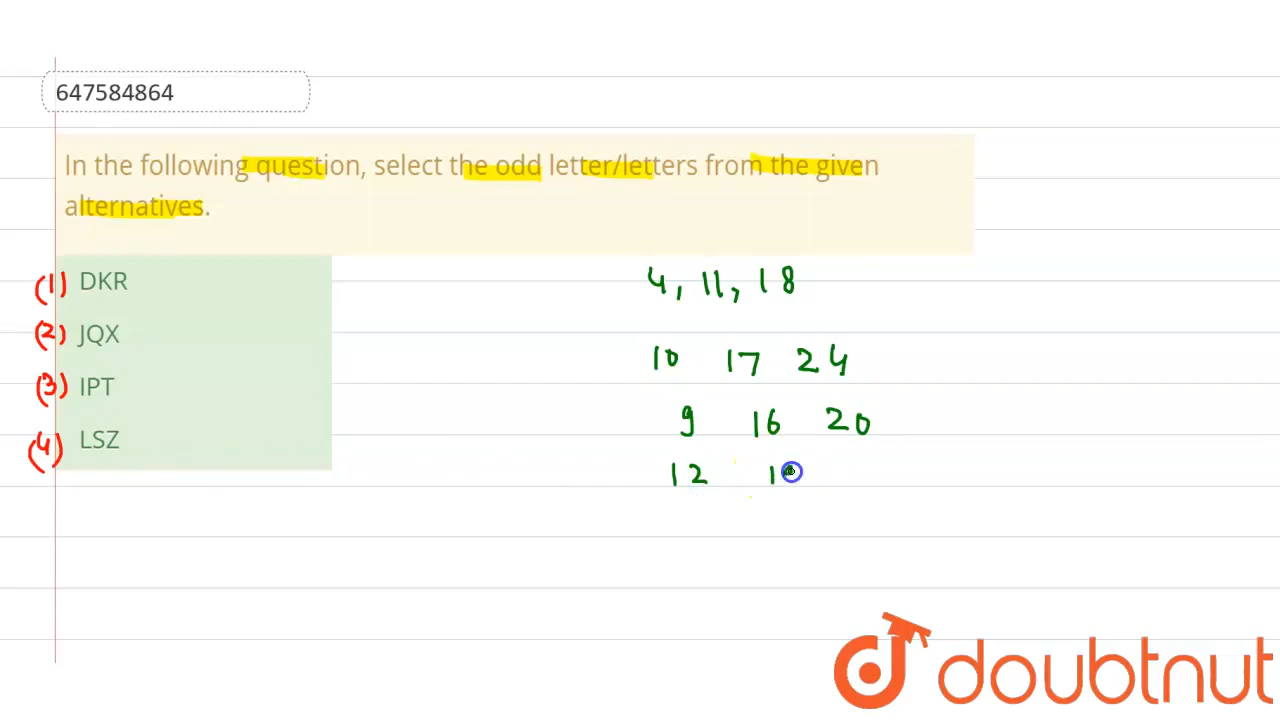 647584864
In the following question, select the odd letter/letters from the given
alternatives.
(1) DKR
4, 11, 18
(2) JQX
10 17 24
(3) IPT
9 16 20
(4) LSZ
12
doubtnut